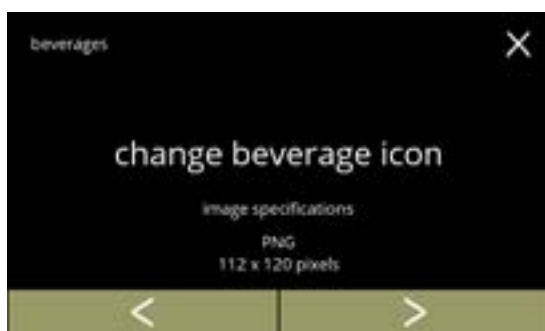 beverages
change beverage icon
image specifications
PNG
112 x 120 pixels